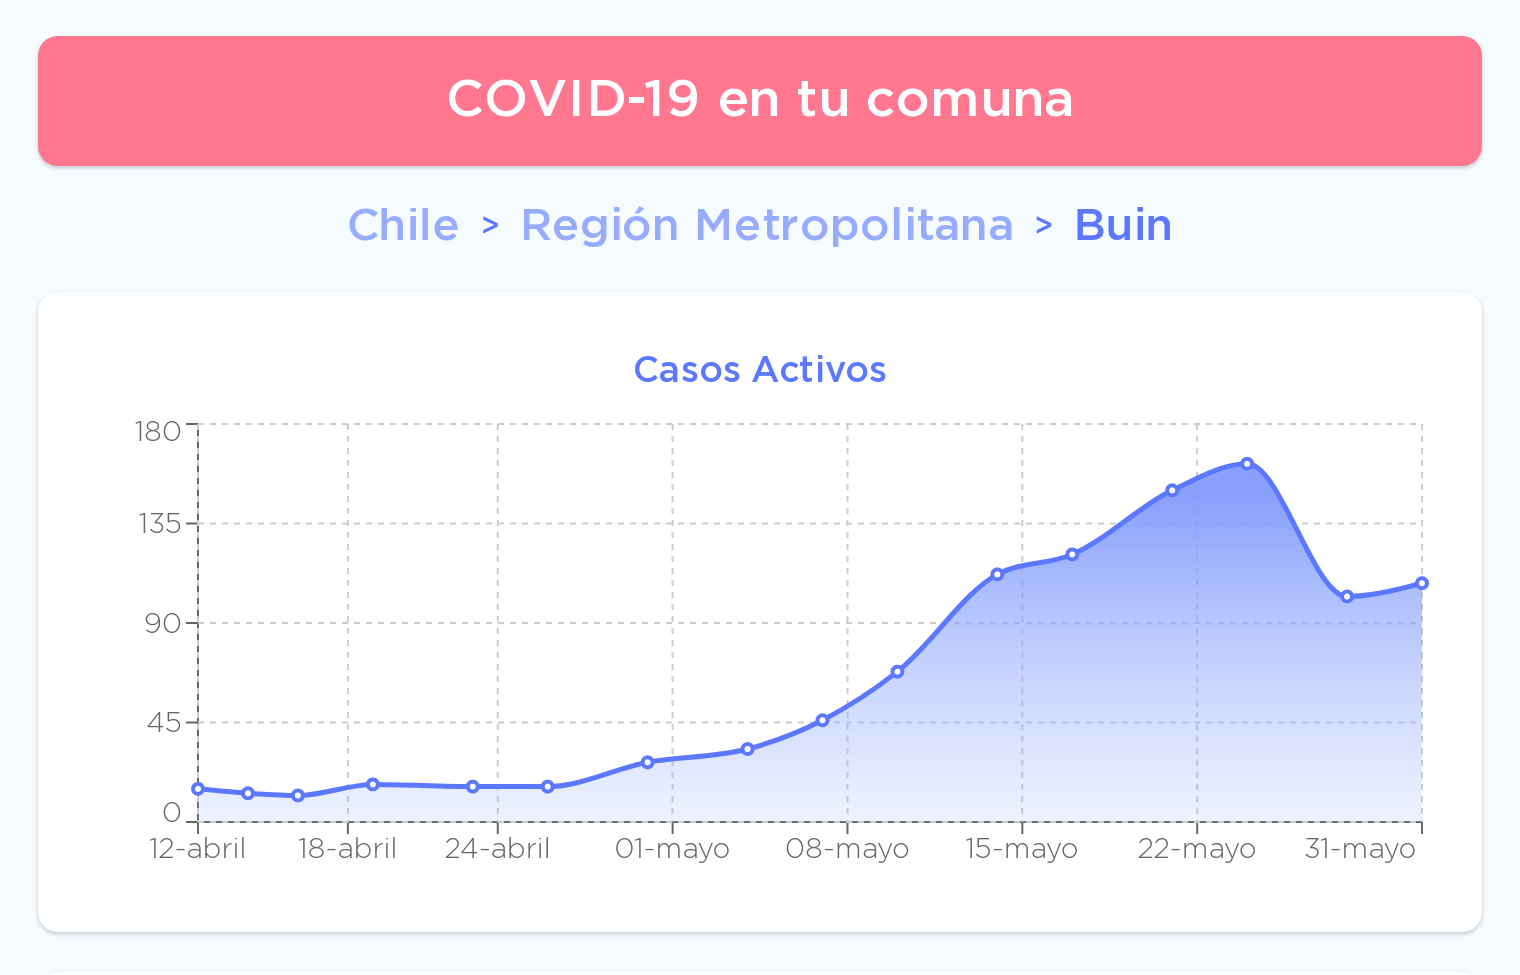 COVID-19 en tu comuna
Chile > Región Metropolitana > Buin
Casos Activos
180
135
90
45
0
12-abril 18-abril 24-abril 01-mayo 08-mayo 15-mayo 22-mayo 31-mayo